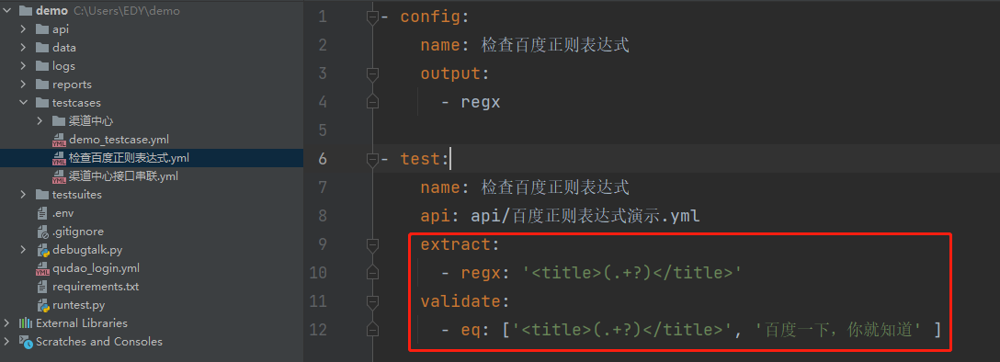 demo C:\Users\EDY\demo
api
data
logs
reports
testcases
渠道中心
demo_testcase.yml
检查百度正则表达式.yml
渠道中心接口串联.yml
testsuites
.env
.gitignore
debugtalk.py
qudao_login.yml
requirements.txt
runtest.py
External Libraries
Scratches and Consoles
1 - config:
2 name: 检查百度正则表达式
3 output:
4 - regx
5
6 - test:
7 name: 检查百度正则表达式
8 api: api/百度正则表达式演示.yml
9 extract:
10 - regx: '<title>(.+?)</title>'
11 validate:
12 - eq: ['<title>(.+?)</title>', '百度一下，你就知道' ]